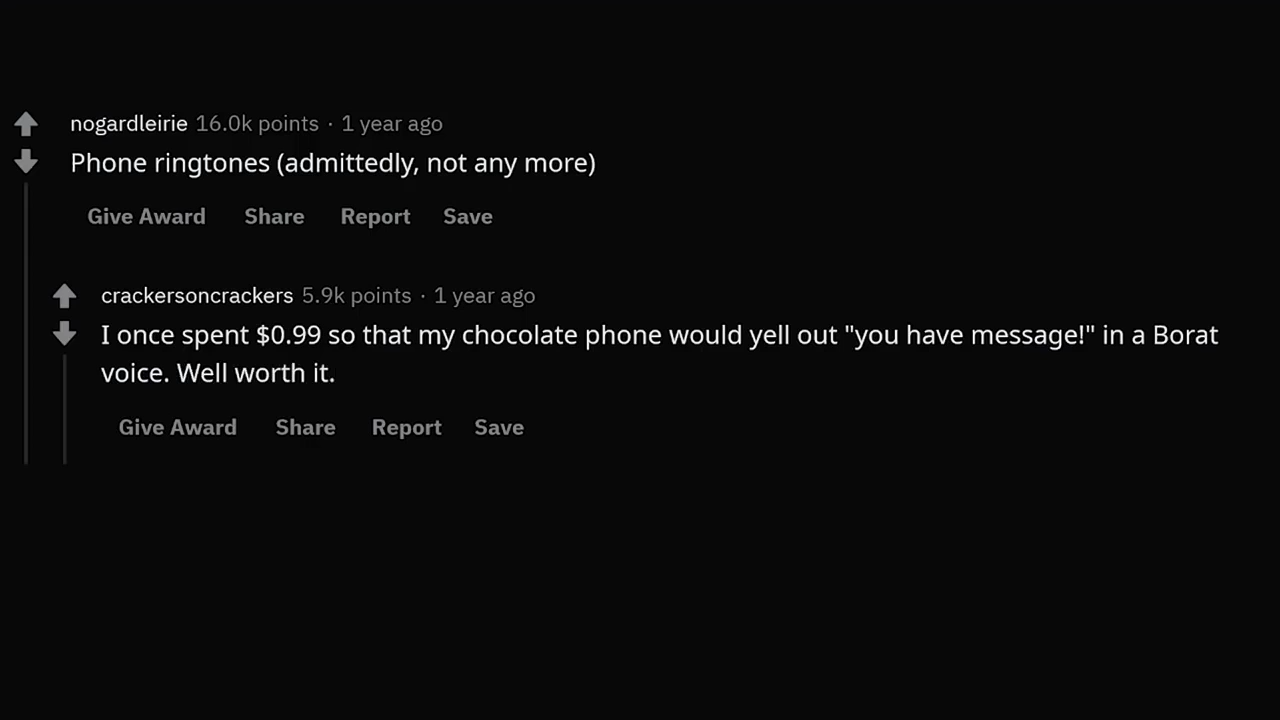 nogardleirie 16.0k points · 1 year ago
Phone ringtones (admittedly, not any more)
Give Award Share Report Save
crackersoncrackers 5.9k points · 1 year ago
I once spent $0.99 so that my chocolate phone would yell out "you have message!" in a Borat
voice. Well worth it.
Give Award Share Report Save